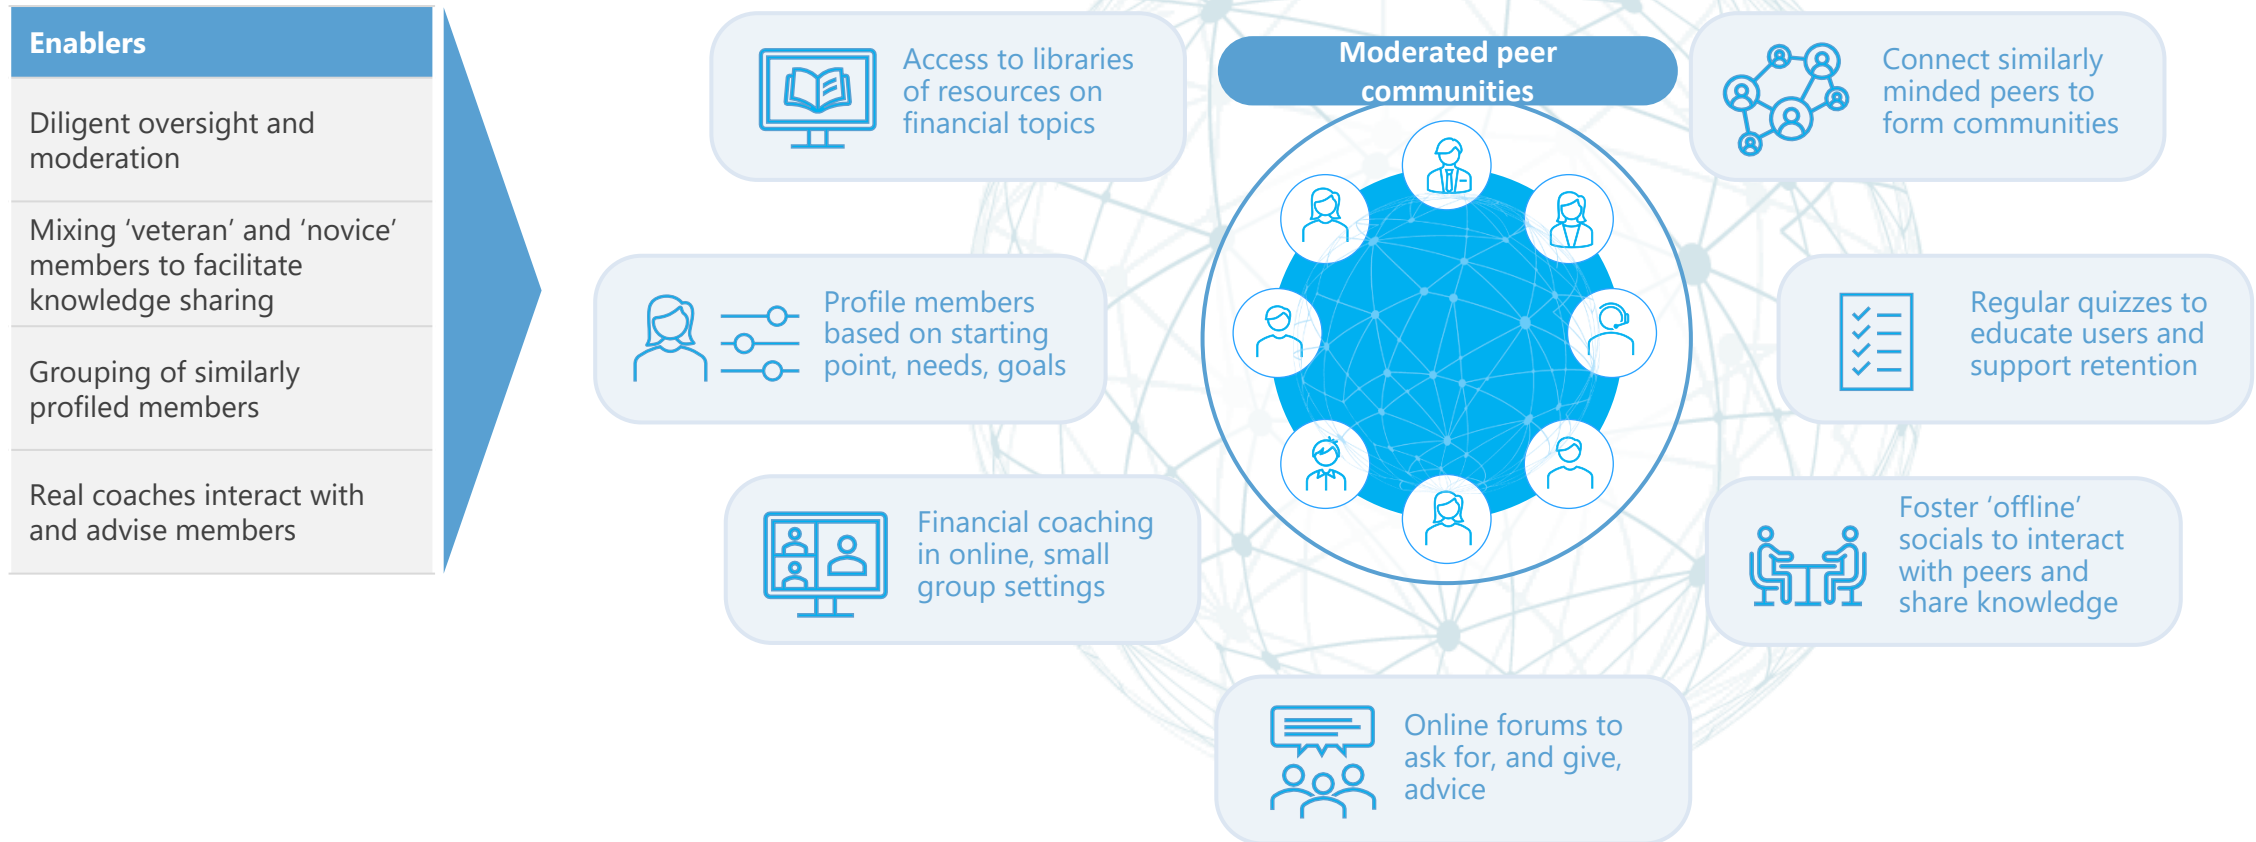 Enablers
Diligent oversight and
moderation
Mixing ‘veteran’ and ‘novice’
members to facilitate
knowledge sharing
Grouping of similarly
profiled members
Real coaches interact with
and advise members
Access to libraries
of resources on
financial topics
Profile members
based on starting
point, needs, goals
Financial coaching
in online, small
group settings
Moderated peer
communities
Online forums to
ask for, and give,
advice
Connect similarly
minded peers to
form communities
Regular quizzes to
educate users and
support retention
Foster ‘offline’
socials to interact
with peers and
share knowledge